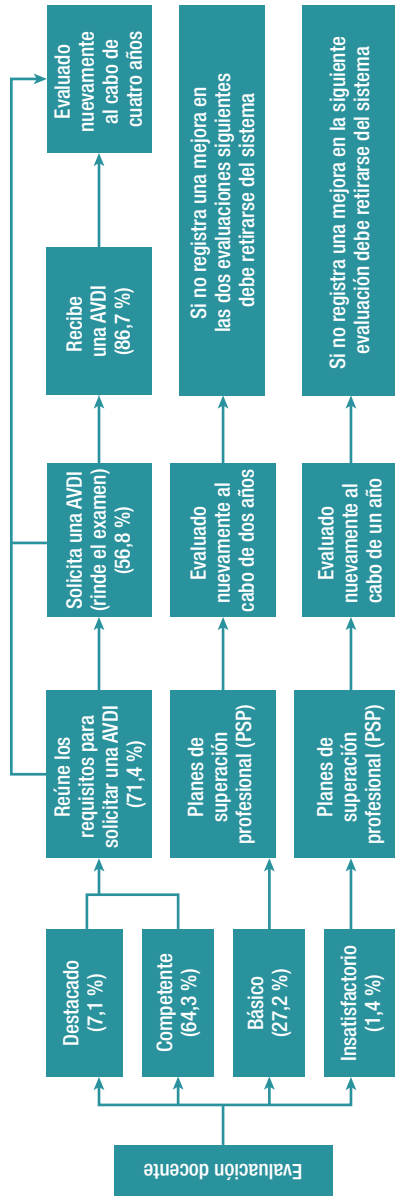 Evaluación docente
Destacado
(7,1 %)
Competente
(64,3 %)
Básico
(27,2 %)
Insatisfactorio
(1,4 %)
Reúne los
requisitos para
solicitar una AVDI
(71,4 %)
Planes de
superación
profesional (PSP)
Planes de
superación
profesional (PSP)
Solicita una AVDI
(rinde el examen)
(56,8 %)
Evaluado
nuevamente al
cabo de dos años
Evaluado
nuevamente al
cabo de un año
Recibe
una AVDI
(86,7 %)
Evaluado
nuevamente
al cabo de
cuatro años
Si no registra una mejora en
las dos evaluaciones siguientes
debe retirarse del sistema
Si no registra una mejora en la siguiente
evaluación debe retirarse del sistema